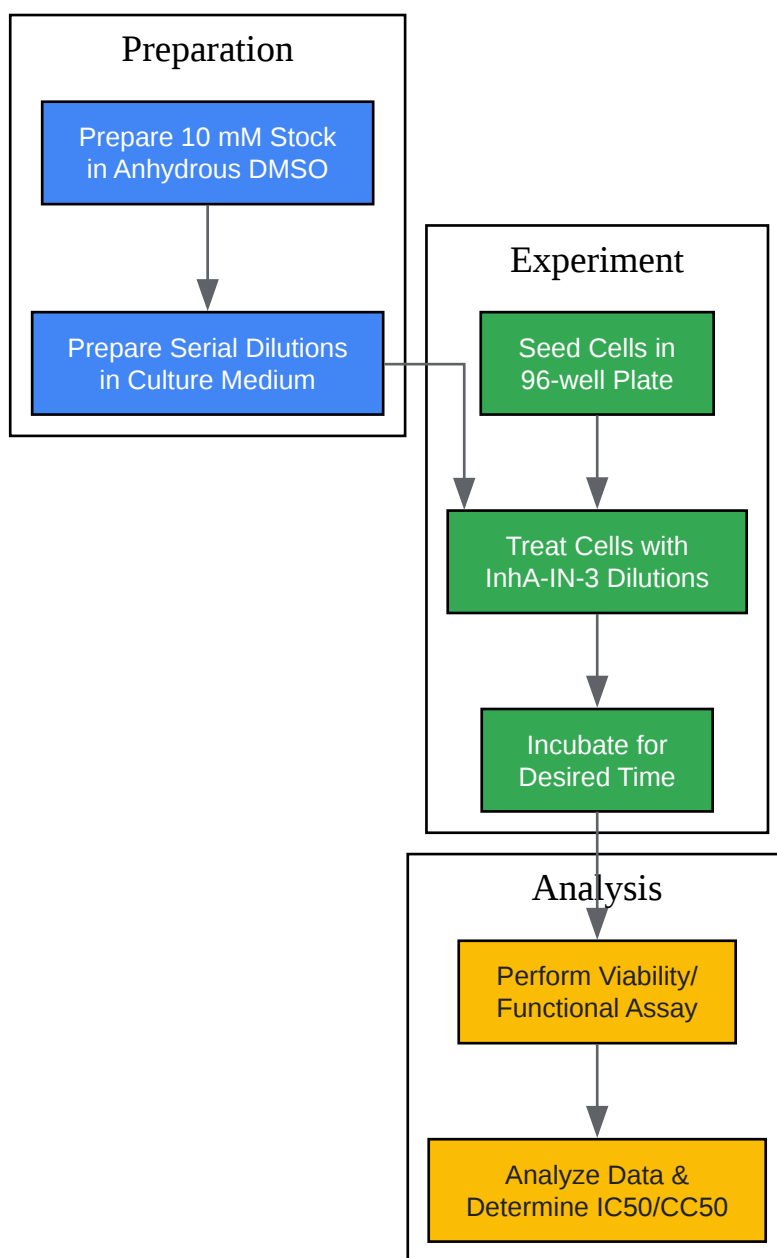 Preparation
Prepare 10 mM Stock
in Anhydrous DMSO
Prepare Serial Dilutions
in Culture Medium
Experiment
Seed Cells in
96-well Plate
Treat Cells with
InhA-IN-3 Dilutions
Incubate for
Desired Time
Analysis
Perform Viability/
Functional Assay
Analyze Data &
Determine IC50/CC50